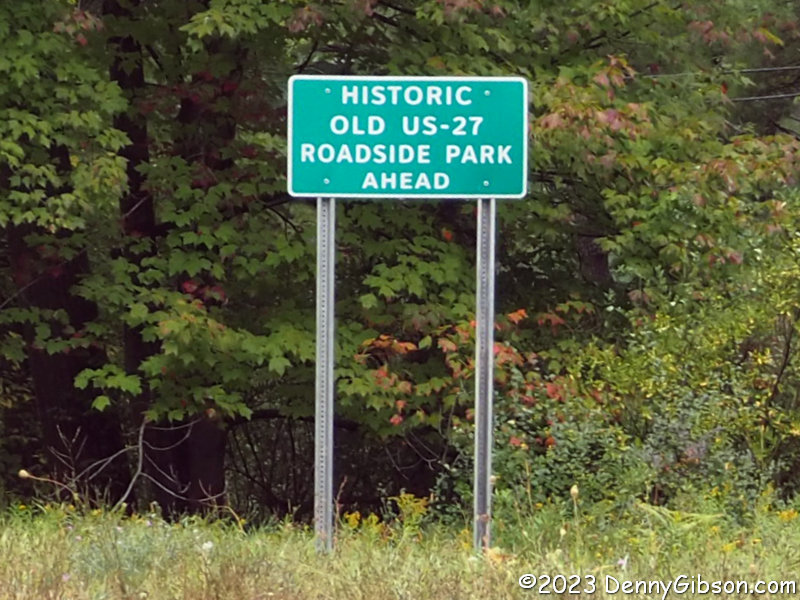 HISTORIC
OLD US-27
ROADSIDE PARK
AHEAD
©2023 DennyGibson.com